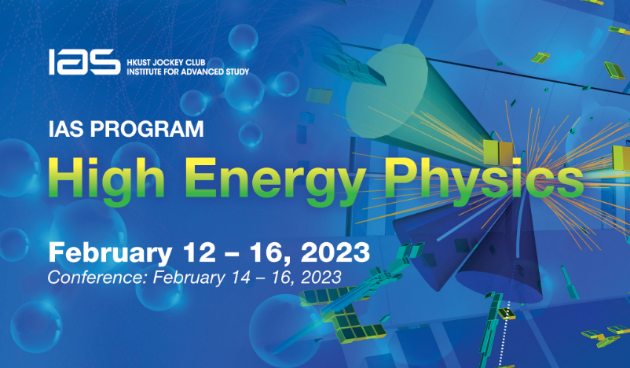 IAS
HKUST JOCKEY CLUB
INSTITUTE FOR ADVANCED STUDY
IAS PROGRAM
High Energy Physics
February 12 – 16, 2023
Conference: February 14 – 16, 2023